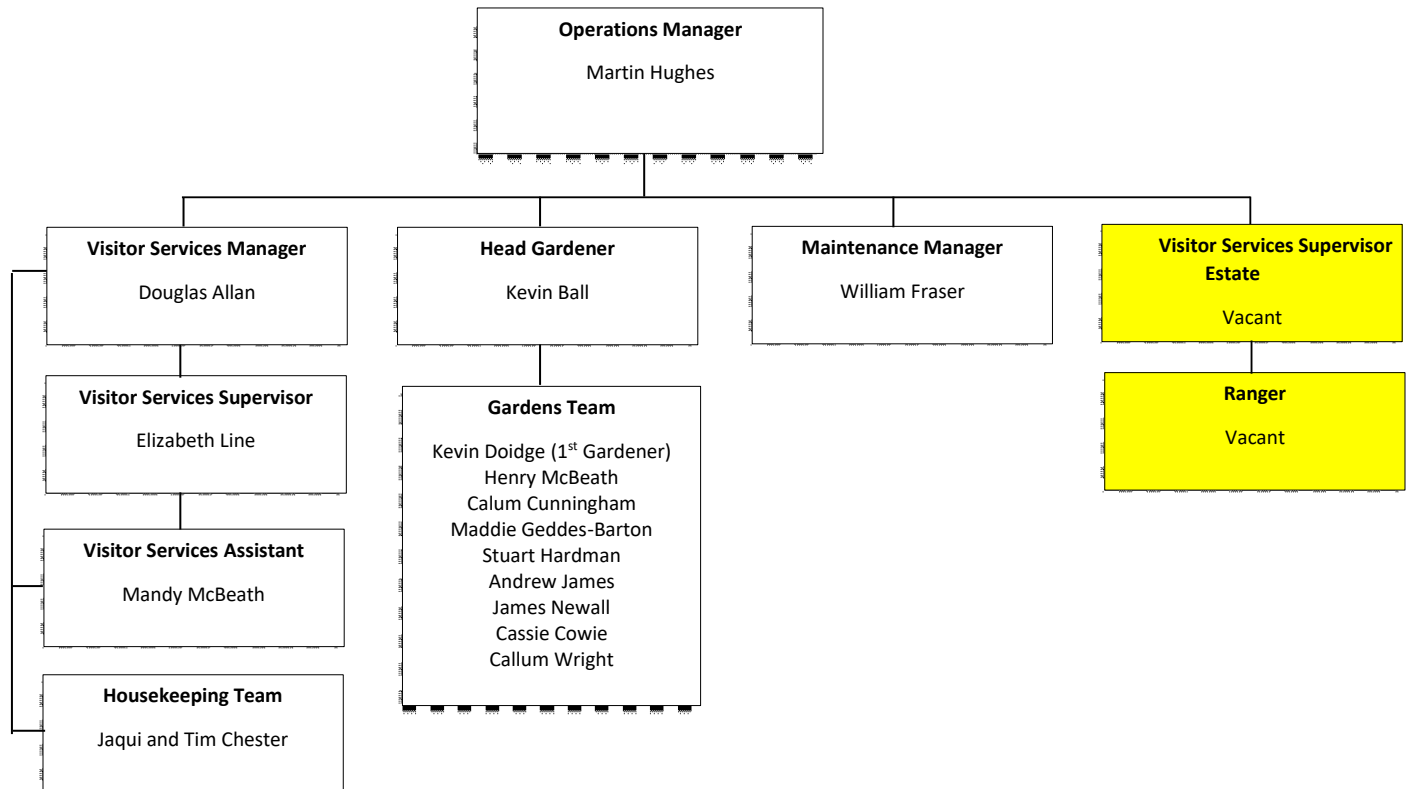 Operations Manager
Martin Hughes
Visitor Services Manager
Douglas Allan
Head Gardener
Kevin Ball
Maintenance Manager
William Fraser
Visitor Services Supervisor
Estate
Vacant
Visitor Services Supervisor
Elizabeth Line
Gardens Team
Kevin Doidge (1st Gardener)
Henry McBeath
Calum Cunningham
Maddie Geddes-Barton
Stuart Hardman
Andrew James
James Newall
Cassie Cowie
Callum Wright
Ranger
Vacant
Visitor Services Assistant
Mandy McBeath
Housekeeping Team
Jaqui and Tim Chester